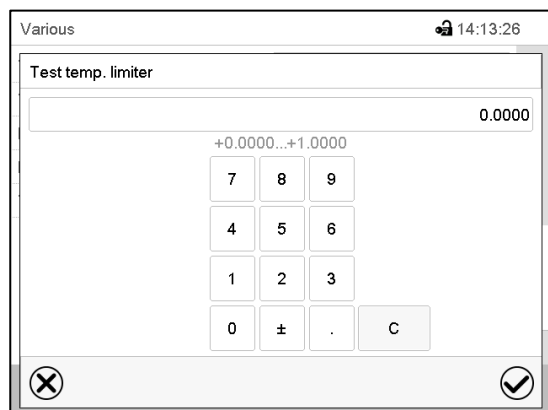 Various 14:13:26
Test temp. limiter
0.0000
+0.0000...+1.0000
7 8 9
4 5 6
1 2 3
0 ± . C